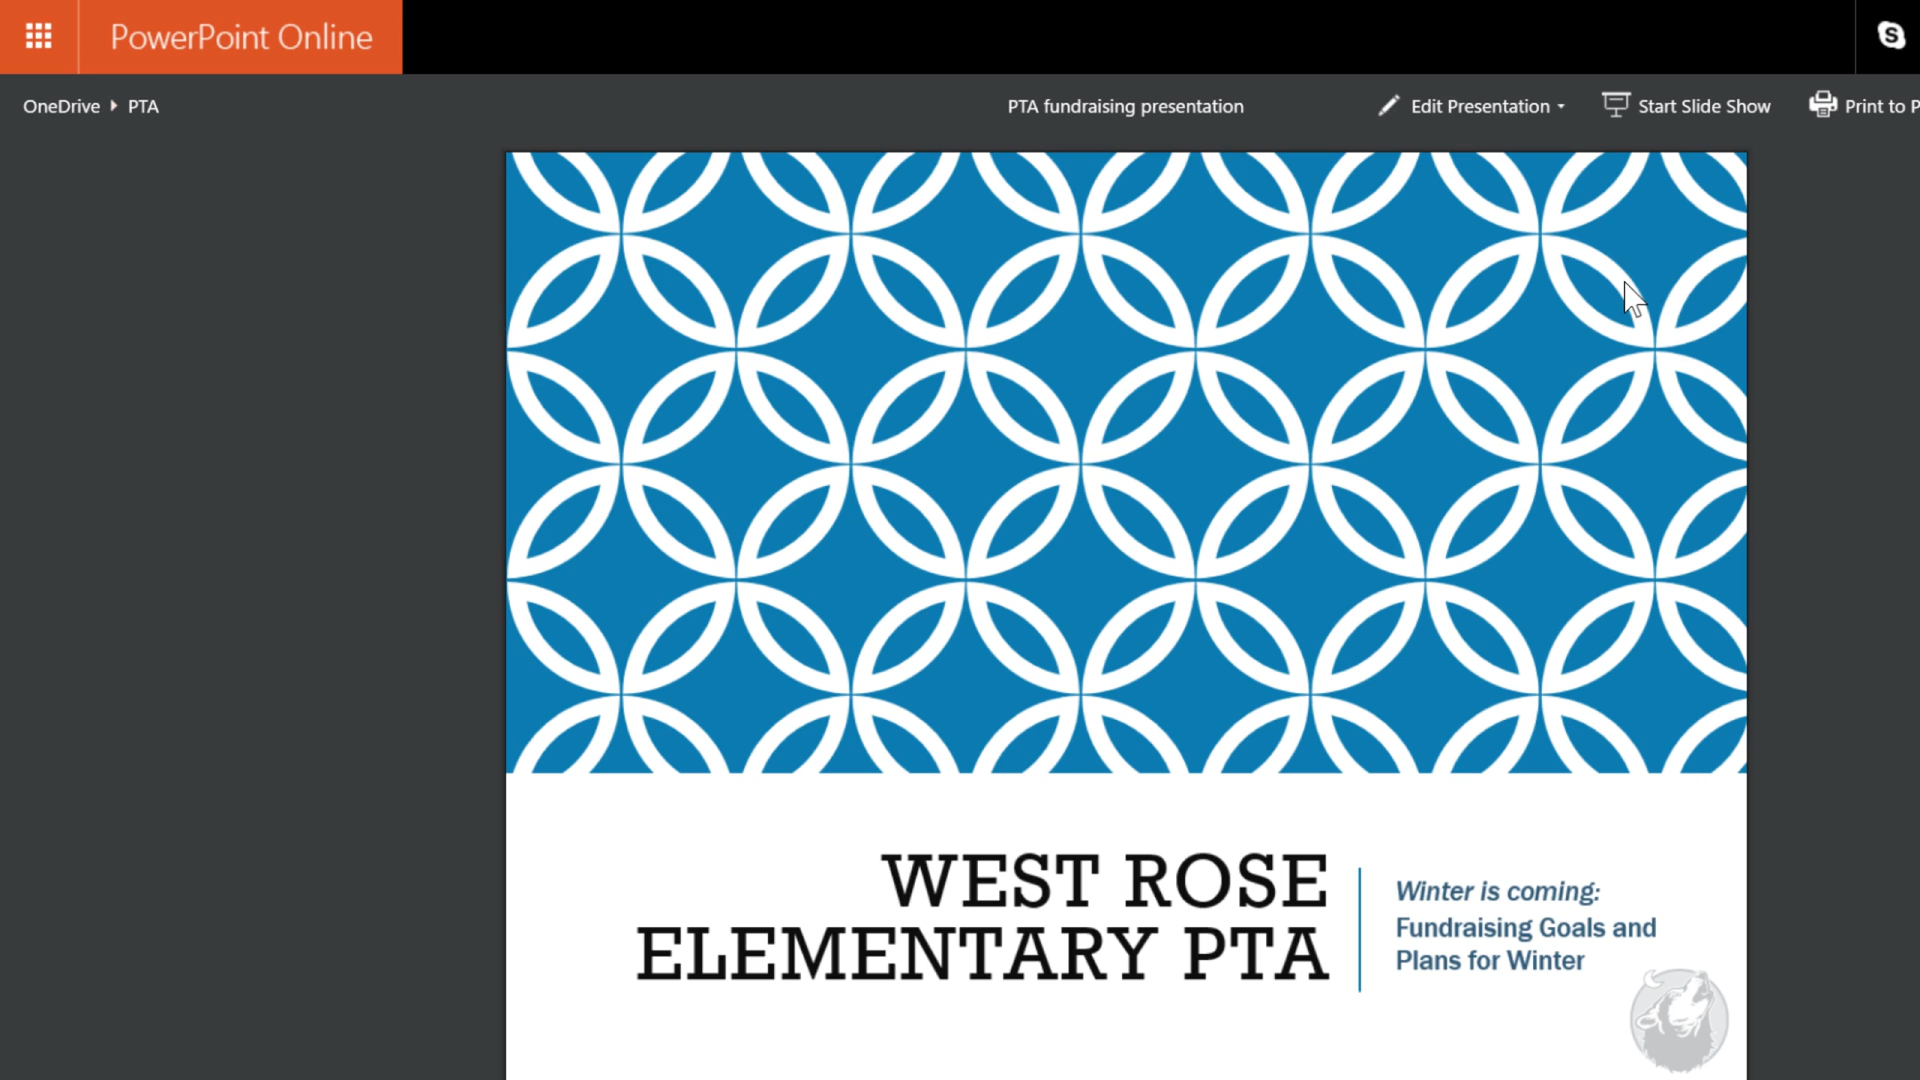 PowerPoint Online
OneDrive PTA
PTA fundraising presentation
Edit Presentation
Start Slide Show
Print to P
WEST ROSE
ELEMENTARY PTA
Winter is coming:
Fundraising Goals and
Plans for Winter